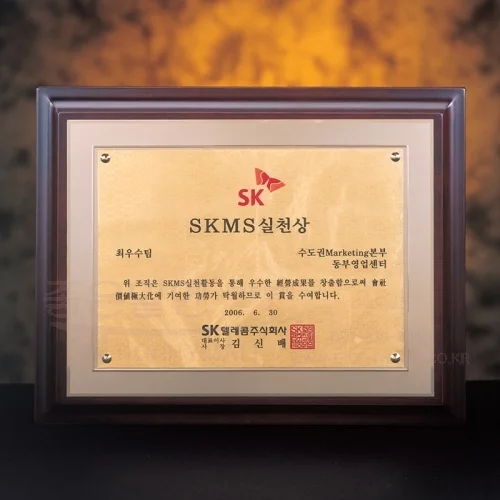 SK
SKMS실천상
최우수팀 수도권Marketing본부
동부영업센터
위 조직은 SKMS실천활동을 통해 우수한 經營成果를 창출함으로써 會社
價値極大化에 기여한 功勞가 탁월하므로 이 賞을 수여합니다.
2006. 6. 30
SK텔레콤주식회사
대표이사
사 장 김 신 배
CO.KR